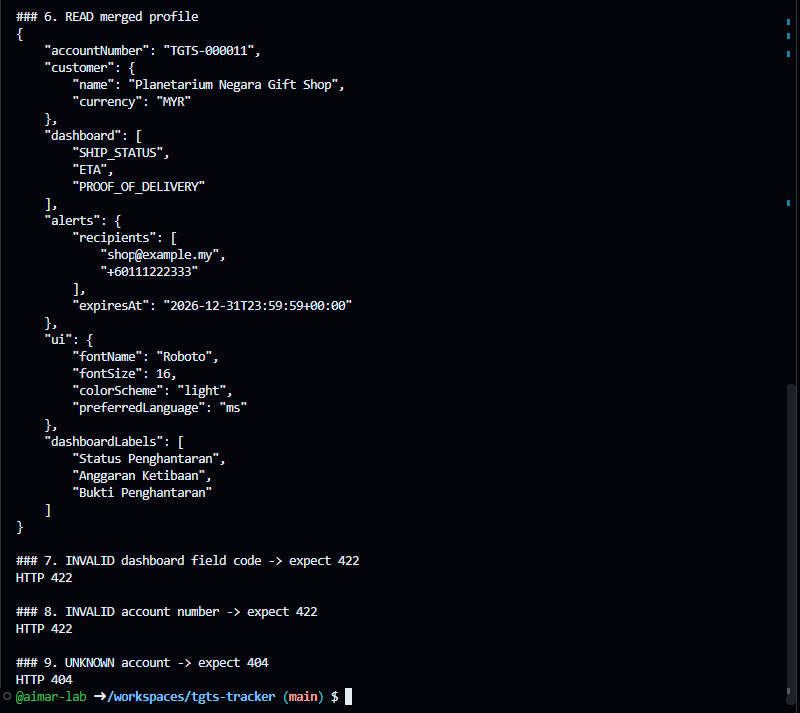 ### 6. READ merged profile
{
    "accountNumber": "TGTS-000011",
    "customer": {
        "name": "Planetarium Negara Gift Shop",
        "currency": "MYR"
    },
    "dashboard": [
        "SHIP_STATUS",
        "ETA",
        "PROOF_OF_DELIVERY"
    ],
    "alerts": {
        "recipients": [
            "shop@example.my",
            "+60111222333"
        ],
        "expiresAt": "2026-12-31T23:59:59+00:00"
    },
    "ui": {
        "fontName": "Roboto",
        "fontSize": 16,
        "colorScheme": "light",
        "preferredLanguage": "ms"
    },
    "dashboardLabels": [
        "Status Penghantaran",
        "Anggaran Ketibaan",
        "Bukti Penghantaran"
    ]
}

### 7. INVALID dashboard field code -> expect 422
HTTP 422

### 8. INVALID account number -> expect 422
HTTP 422

### 9. UNKNOWN account -> expect 404
HTTP 404
@aimar-lab ➜/workspaces/tgts-tracker (main) $